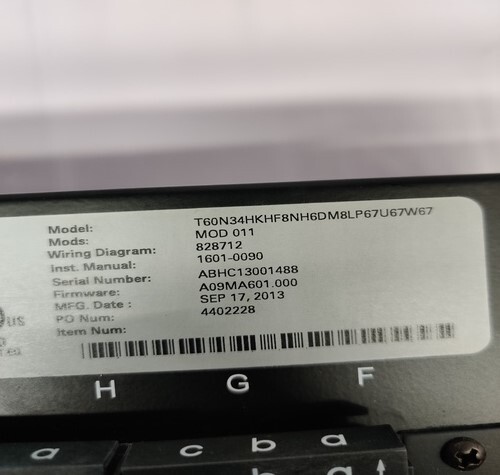 Model: T60N34HKHF8NH6DM8LP67U67W67
Mods: MOD 011
Wiring Diagram: 828712
Inst. Manual: 1601-0090
Serial Number: ABHC13001488
Firmware: A09MA601.000
MFG. Date : SEP 17, 2013
PO Num: 4402228
Item Num:
US
H G F
a c b a
b a